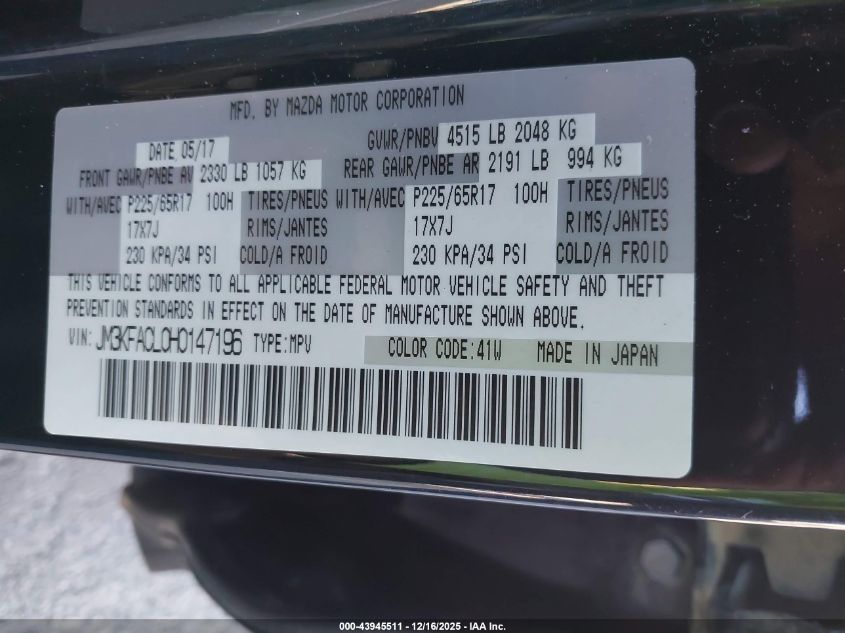 MFD. BY MAZDA MOTOR CORPORATION
DATE 05/17 GVWR/PNBV 4515 LB 2048 KG
FRONT GAWR/PNBE AV 2330 LB 1057 KG REAR GAWR/PNBE AR 2191 LB 994 KG
WITH/AVEC P225/65R17 100H TIRES/PNEUS WITH/AVEC P225/65R17 100H TIRES/PNEUS
17X7J RIMS/JANTES 17X7J RIMS/JANTES
230 KPA/34 PSI COLD/A FROID 230 KPA/34 PSI COLD/A FROID
THIS VEHICLE CONFORMS TO ALL APPLICABLE FEDERAL MOTOR VEHICLE SAFETY AND THEFT
PREVENTION STANDARDS IN EFFECT ON THE DATE OF MANUFACTURE SHOWN ABOVE.
VIN: JM3KFACL0H0147196 TYPE:MPV COLOR CODE:41W MADE IN JAPAN
000-43945511 - 12/16/2025 - IAA Inc.